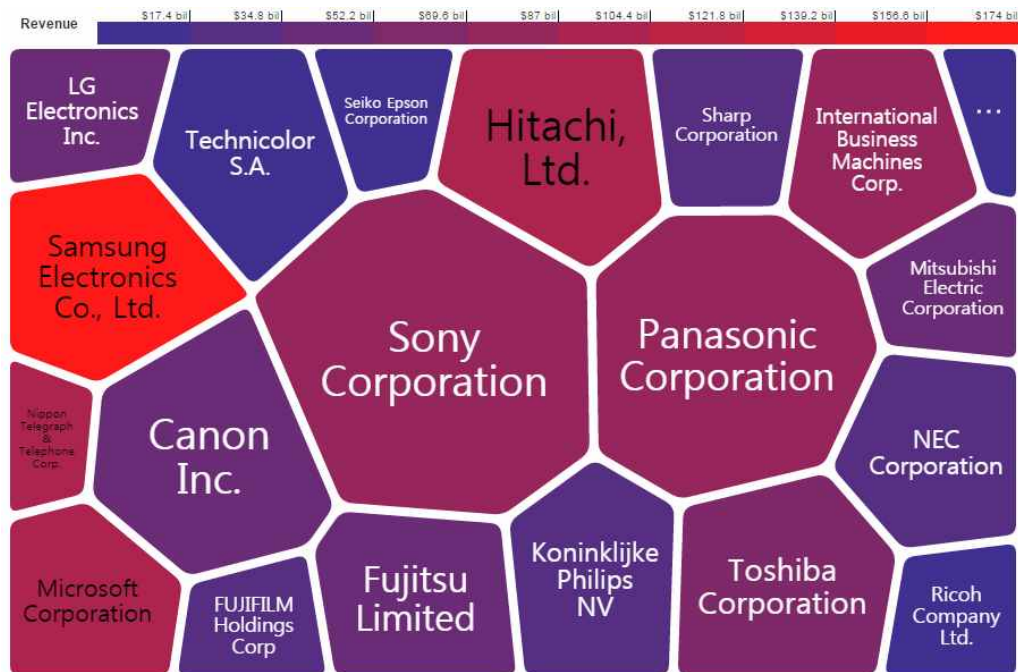 Revenue
$17.4 bil
$34.8 bil
$52.2 bil
$69.6 bil
$87 bil
$104.4 bil
$121.8 bil
$139.2 bil
$156.6 bil
$174 bil
LG
Electronics
Inc.
Technicolor
S.A.
Seiko Epson
Corporation
Hitachi,
Ltd.
Sharp
Corporation
International
Business
Machines
Corp.
...
Samsung
Electronics
Co., Ltd.
Sony
Corporation
Panasonic
Corporation
Mitsubishi
Electric
Corporation
Nippon
Telegraph
&
Telephone
Corp.
Canon
Inc.
NEC
Corporation
Microsoft
Corporation
FUJIFILM
Holdings
Corp
Fujitsu
Limited
Koninklijke
Philips
NV
Toshiba
Corporation
Ricoh
Company
Ltd.